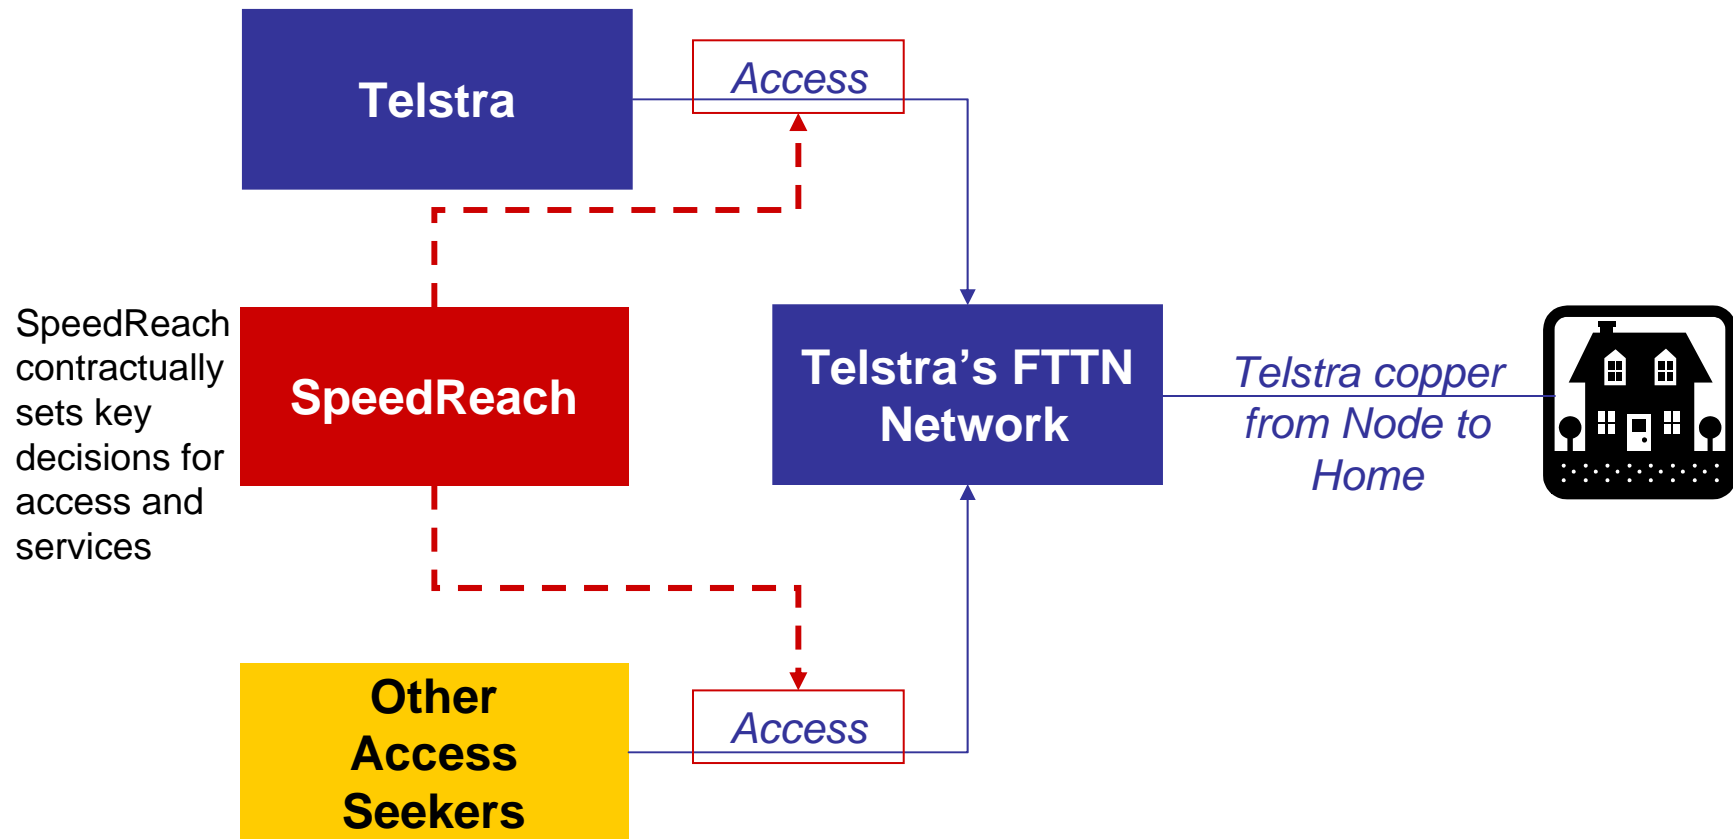 Telstra
Access
SpeedReach
contractually
sets key
decisions for
access and
services
SpeedReach
Telstra’s FTTN
Network
Telstra copper
from Node to
Home
Other
Access
Seekers
Access